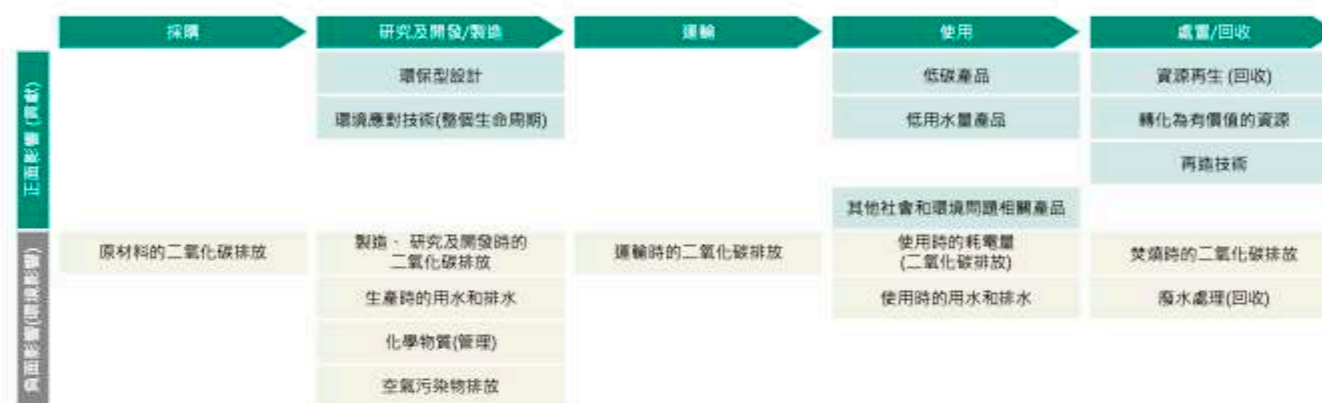 採購
研究及開發/製造
運輸
使用
處置/回收
正面影響 (貢獻)
環保型設計
低碳產品
資源再生 (回收)
環境應對技術(整個生命周期)
低用水量產品
轉化為有價值的資源
再造技術
其他社會和環境問題相關產品
負面影響(環境影響)
原材料的二氧化碳排放
製造、研究及開發時的
二氧化碳排放
運輸時的二氧化碳排放
使用時的耗電量
(二氧化碳排放)
焚燒時的二氧化碳排放
生產時的用水和排水
使用時的用水和排水
廢水處理(回收)
化學物質(管理)
空氣污染物排放